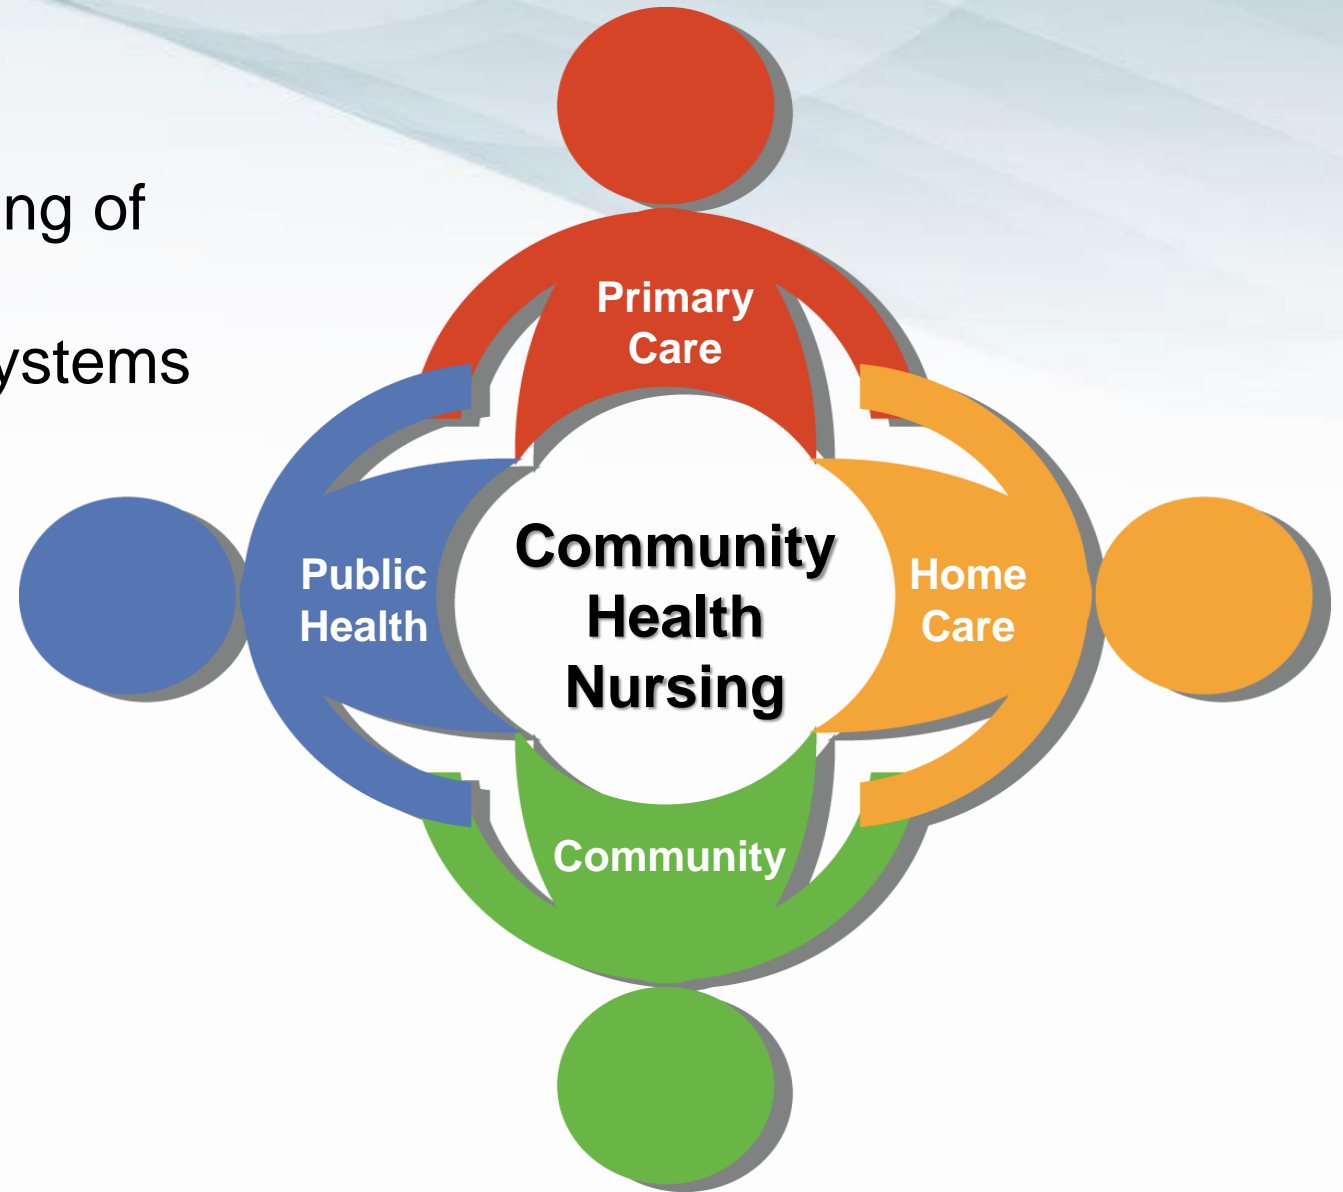 ng of
ystems
Primary
Care
Public
Health
Community
Health
Nursing
Home
Care
Community